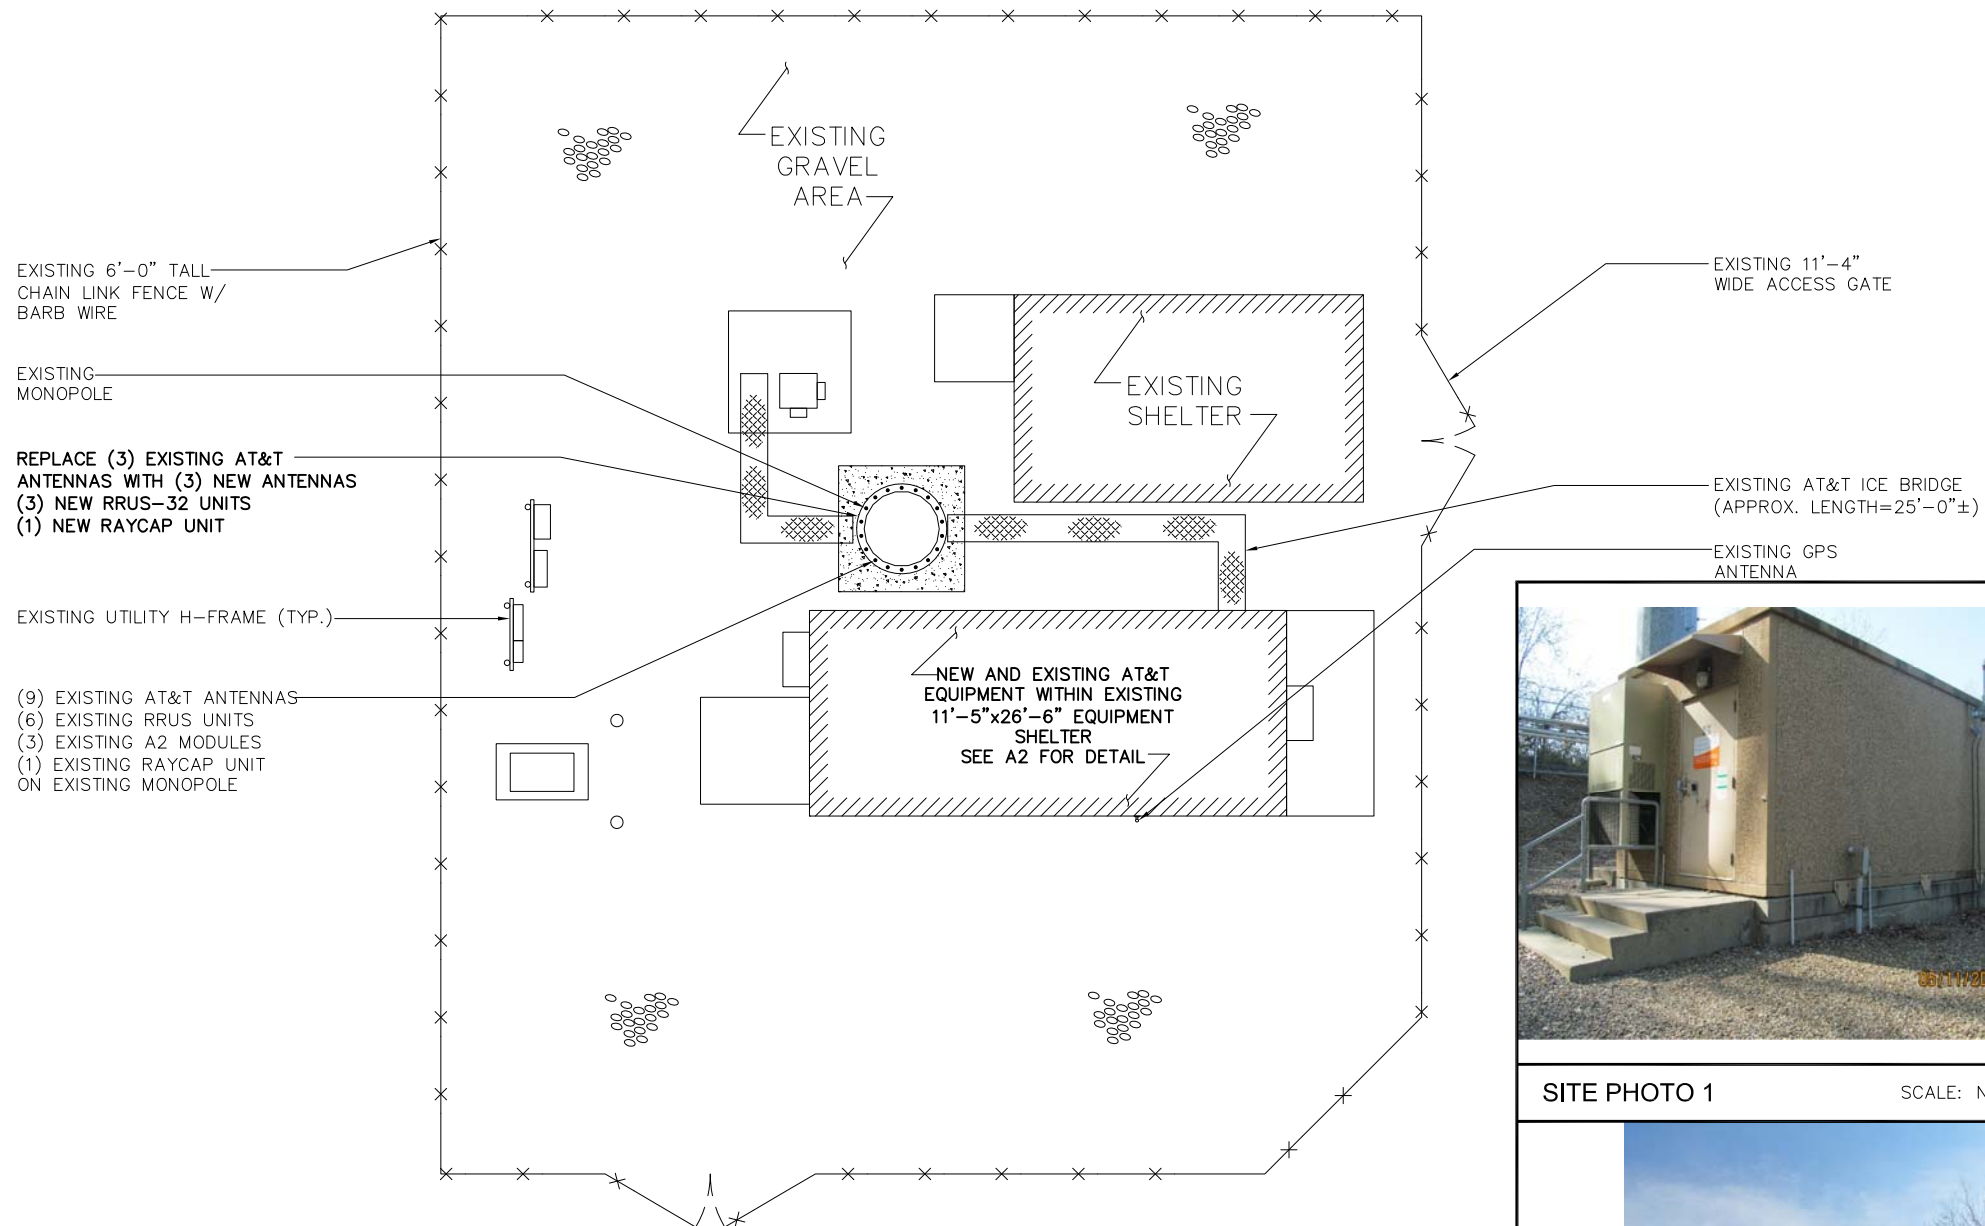 EXISTING
GRAVEL
AREA
EXISTING 6'-0" TALL
CHAIN LINK FENCE W/
BARB WIRE
EXISTING 11'-4"
WIDE ACCESS GATE
EXISTING
MONOPOLE
EXISTING
SHELTER
REPLACE (3) EXISTING AT&T
ANTENNAS WITH (3) NEW ANTENNAS
(3) NEW RRUS-32 UNITS
(1) NEW RAYCAP UNIT
EXISTING AT&T ICE BRIDGE
(APPROX. LENGTH=25'-0"±)
EXISTING GPS
ANTENNA
EXISTING UTILITY H-FRAME (TYP.)
(9) EXISTING AT&T ANTENNAS
(6) EXISTING RRUS UNITS
(3) EXISTING A2 MODULES
(1) EXISTING RAYCAP UNIT
ON EXISTING MONOPOLE
NEW AND EXISTING AT&T
EQUIPMENT WITHIN EXISTING
11'-5"x26'-6" EQUIPMENT
SHELTER
SEE A2 FOR DETAIL
SITE PHOTO 1
SCALE: N